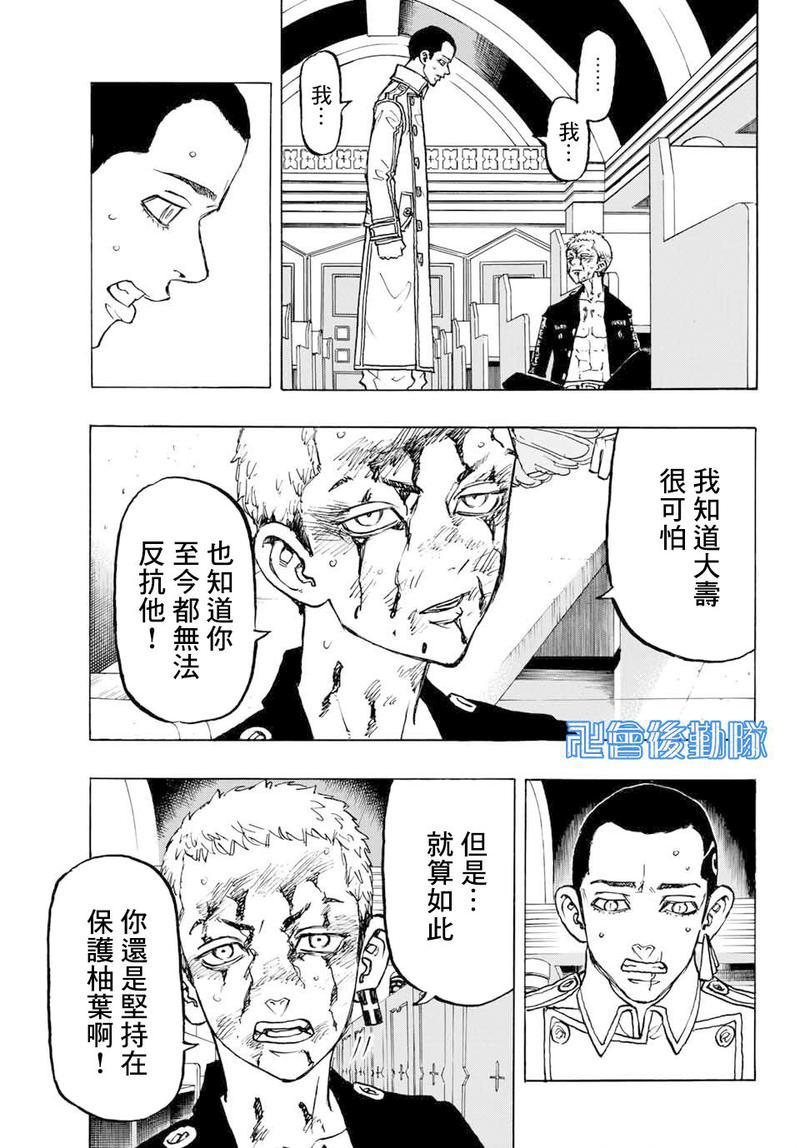 …
我…
我…
我知道大壽
很可怕
也知道你
至今都無法
反抗他！
卍會後勤隊
但是…
就算如此
你還是堅持在
保護柚葉啊！